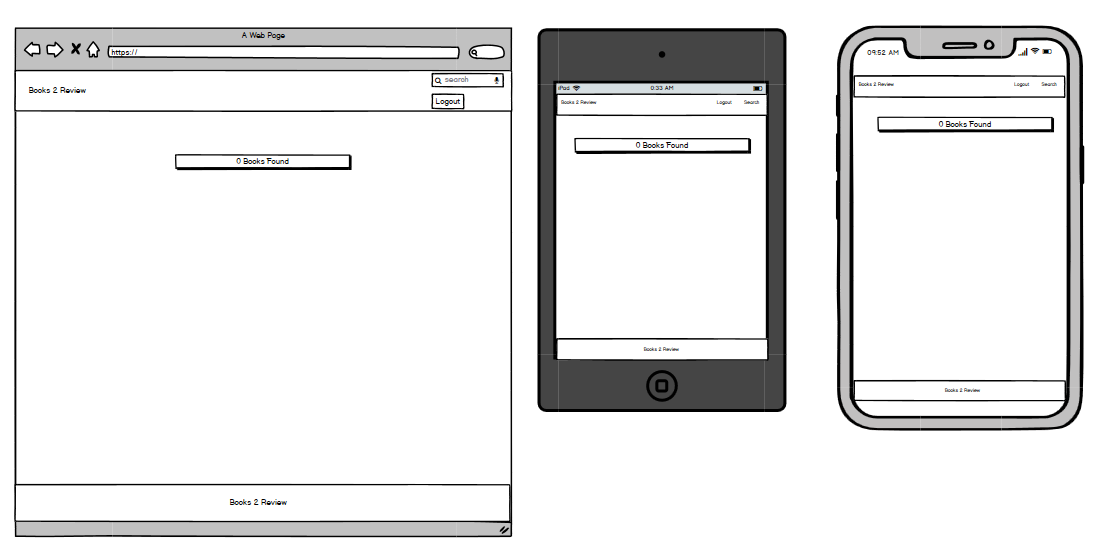 A Web Page
https://
search
Books 2 Review
Logout
0 Books Found
Books 2 Review
iPad 0:33 AM
Books 2 Review Logout Search
0 Books Found
Books 2 Review
09:52 AM
Books 2 Review Logout Search
0 Books Found
Books 2 Review